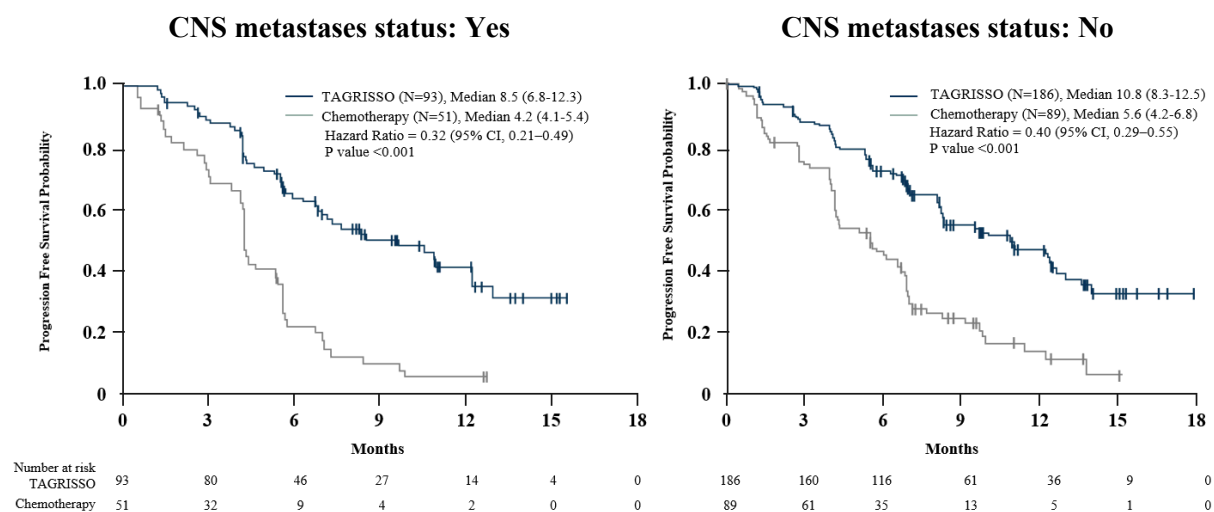 CNS metastases status: Yes
Progression Free Survival Probability
1.0
0.8
0.6
0.4
0.2
0
TAGRISSO (N=93), Median 8.5 (6.8-12.3)
Chemotherapy (N=51), Median 4.2 (4.1-5.4)
Hazard Ratio = 0.32 (95% CI, 0.21–0.49)
P value <0.001
0 3 6 9 12 15 18
Months
Number at risk
TAGRISSO 93 80 46 27 14 4 0
Chemotherapy 51 32 9 4 2 0 0
CNS metastases status: No
Progression Free Survival Probability
1.0
0.8
0.6
0.4
0.2
0
TAGRISSO (N=186), Median 10.8 (8.3-12.5)
Chemotherapy (N=89), Median 5.6 (4.2-6.8)
Hazard Ratio = 0.40 (95% CI, 0.29–0.55)
P value <0.001
0 3 6 9 12 15 18
Months
186 160 116 61 36 9 0
89 61 35 13 5 1 0